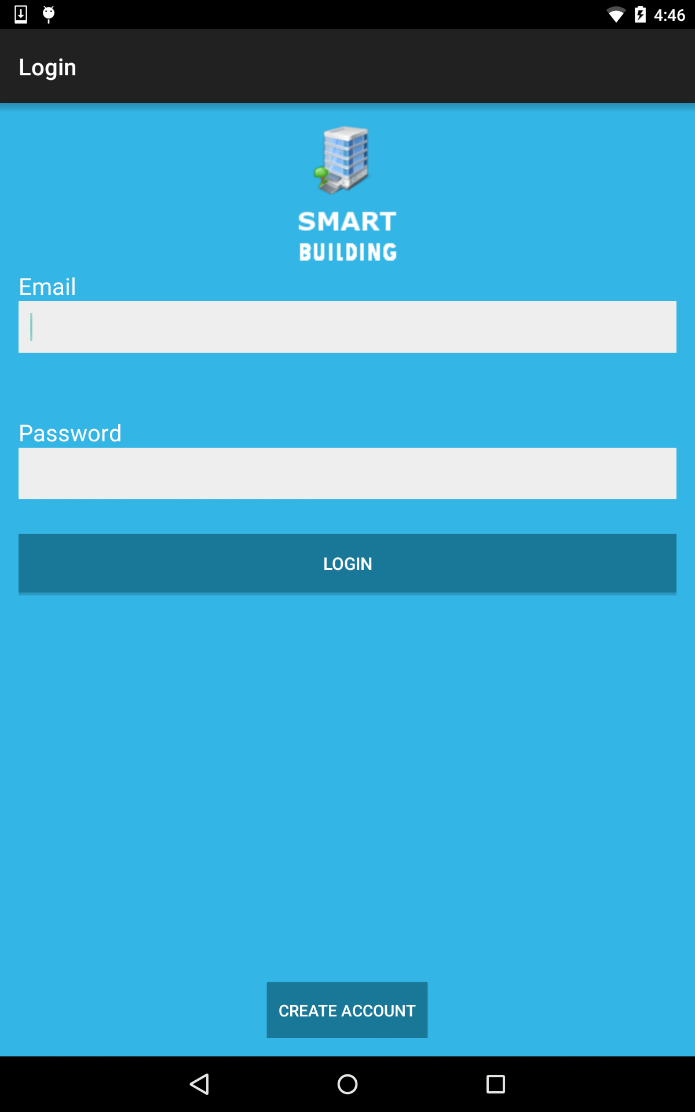 4:46
Login
SMART
BUILDING
Email
Password
LOGIN
CREATE ACCOUNT